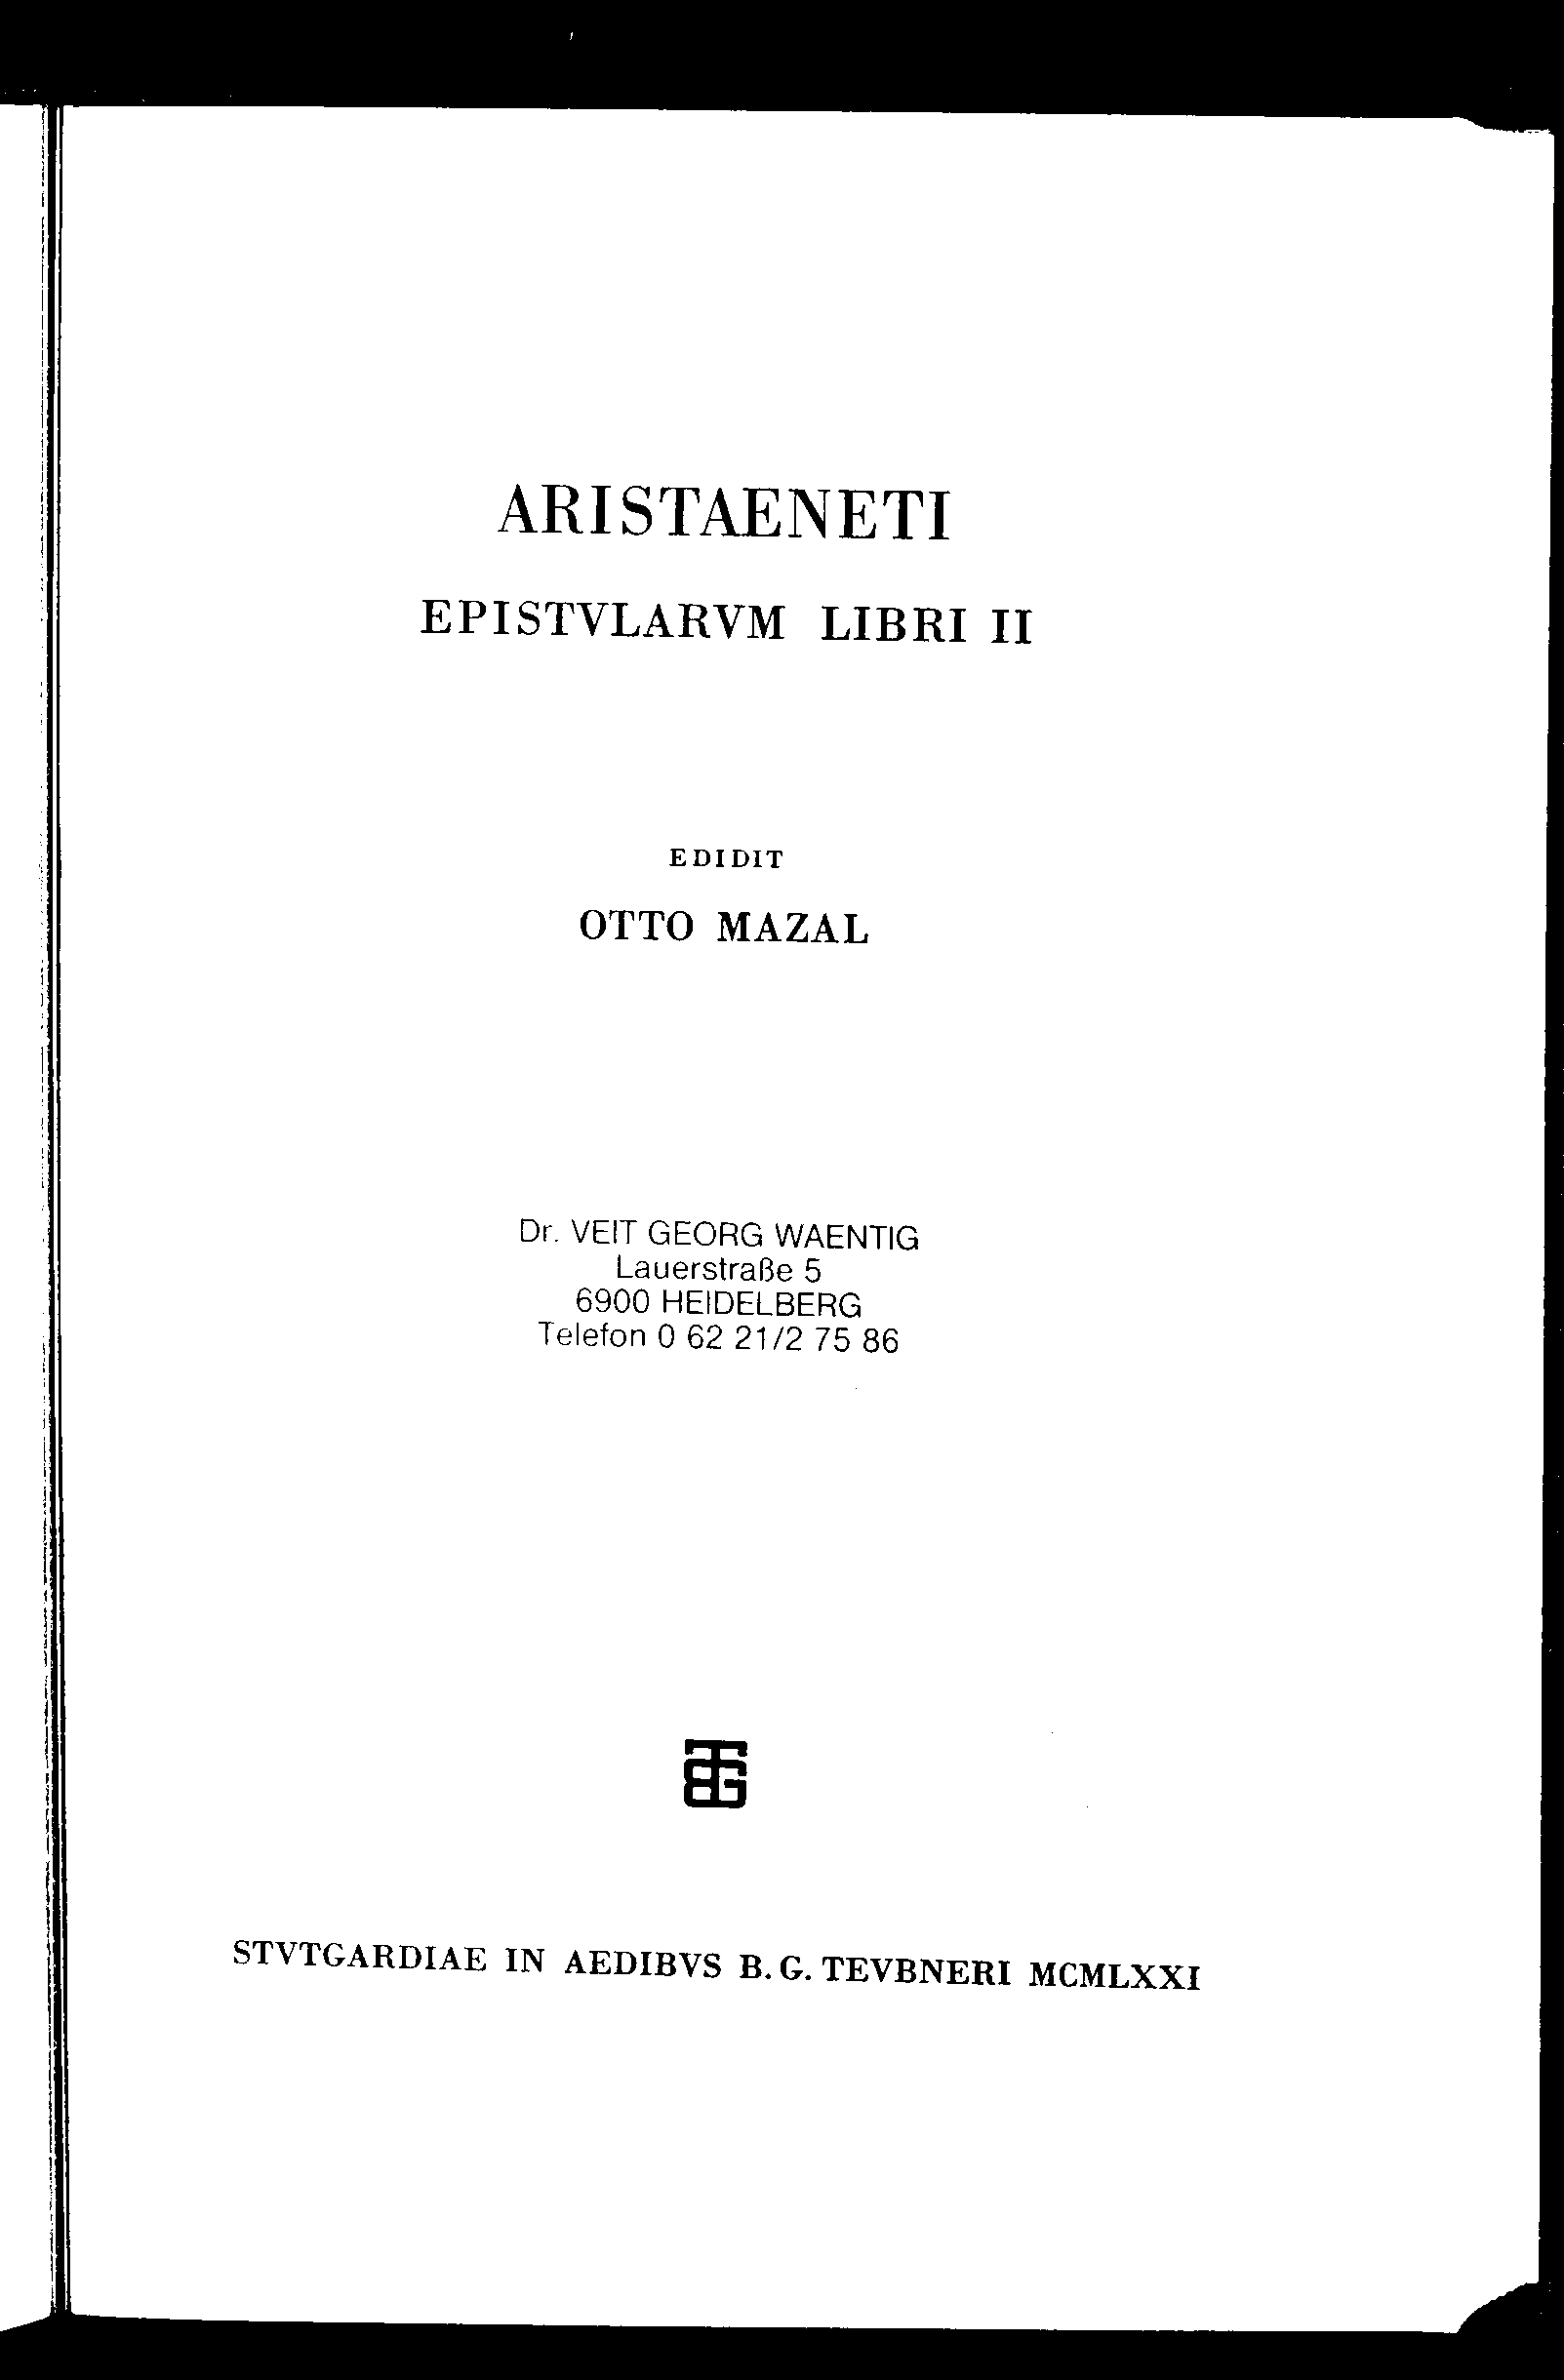 ARISTAENETI
EPISTVLARVM LIBRI II
EDIDIT
OTTO MAZAL
Dr. VEIT GEORG WAENTIG
Lauerstraße 5
6900 HEIDELBERG
Telefon 0 62 21/2 75 86
STVTGARDIAE IN AEDIBVS B. G. TEVBNERI MCMLXXI